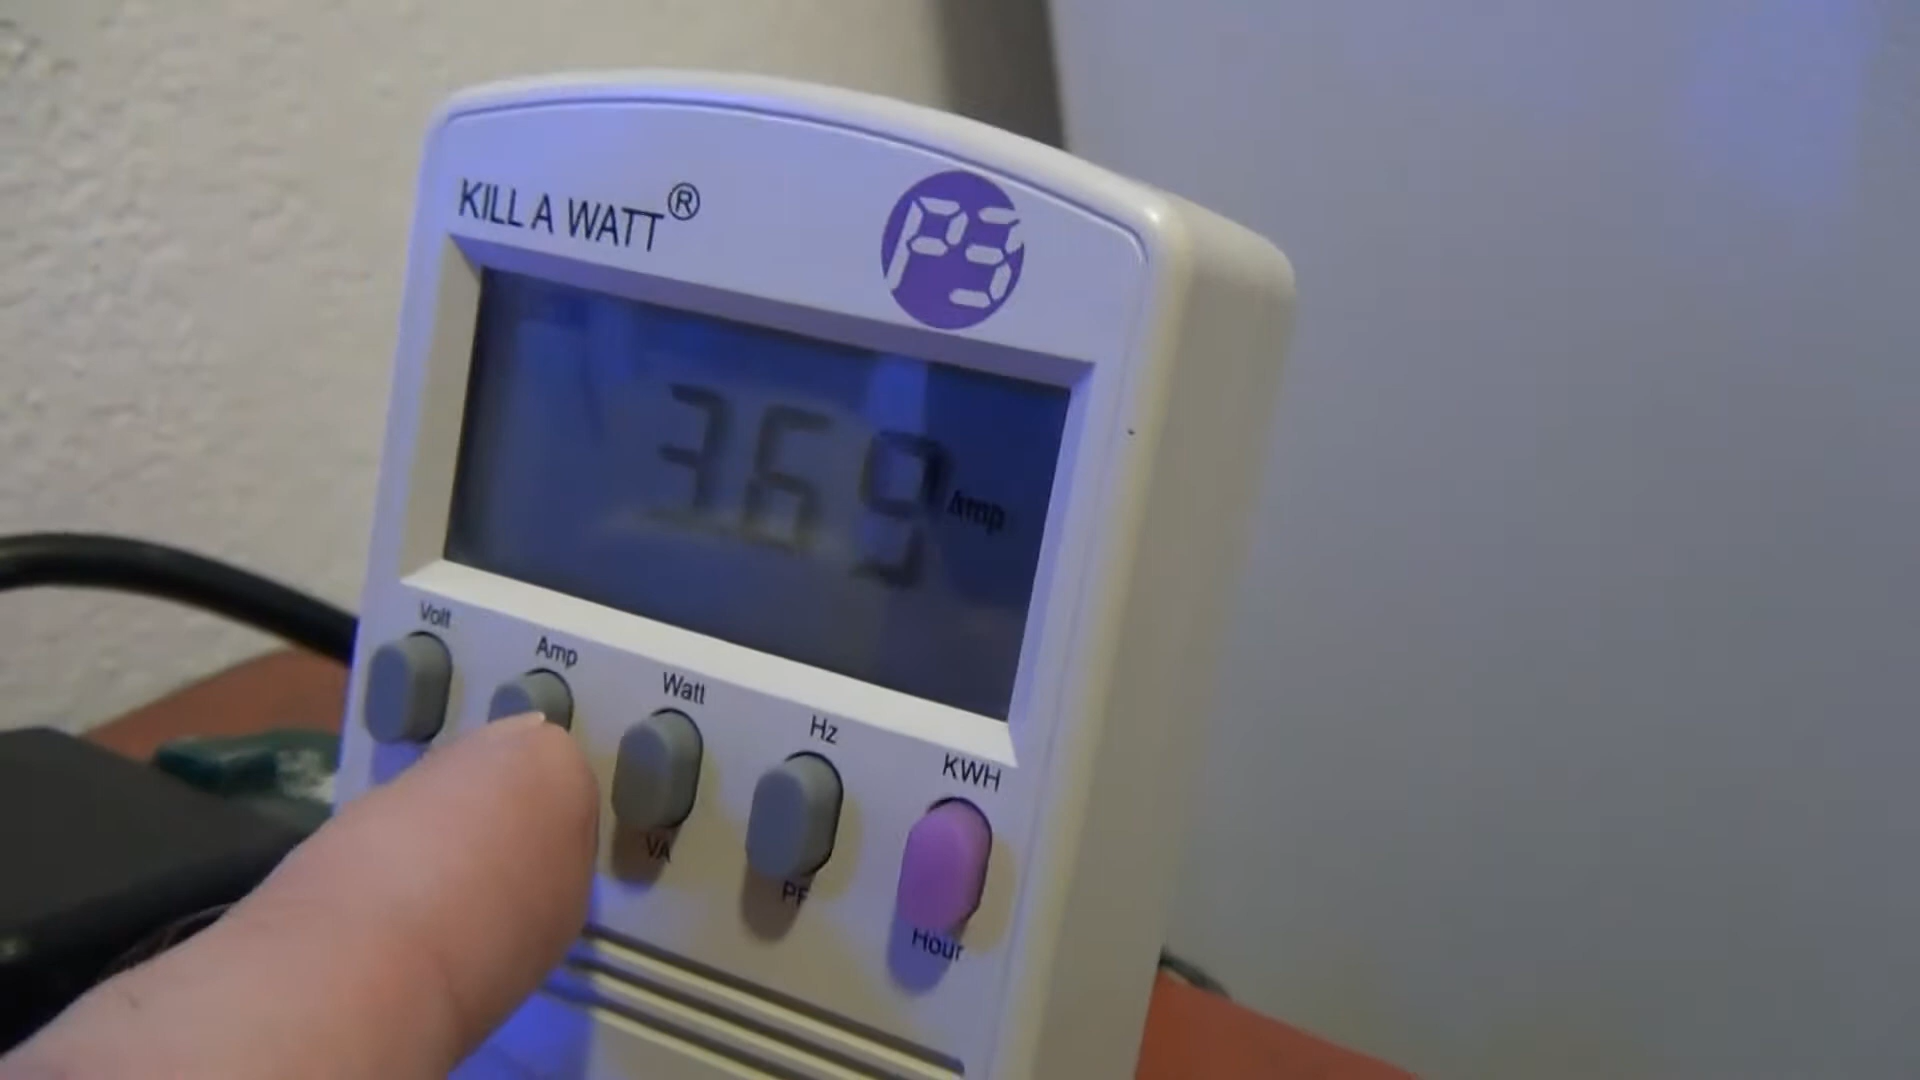 KILL A WATT®
P3
3.69 Amp
Volt
Amp
Watt
Hz
KWH
VA
PF
Hour